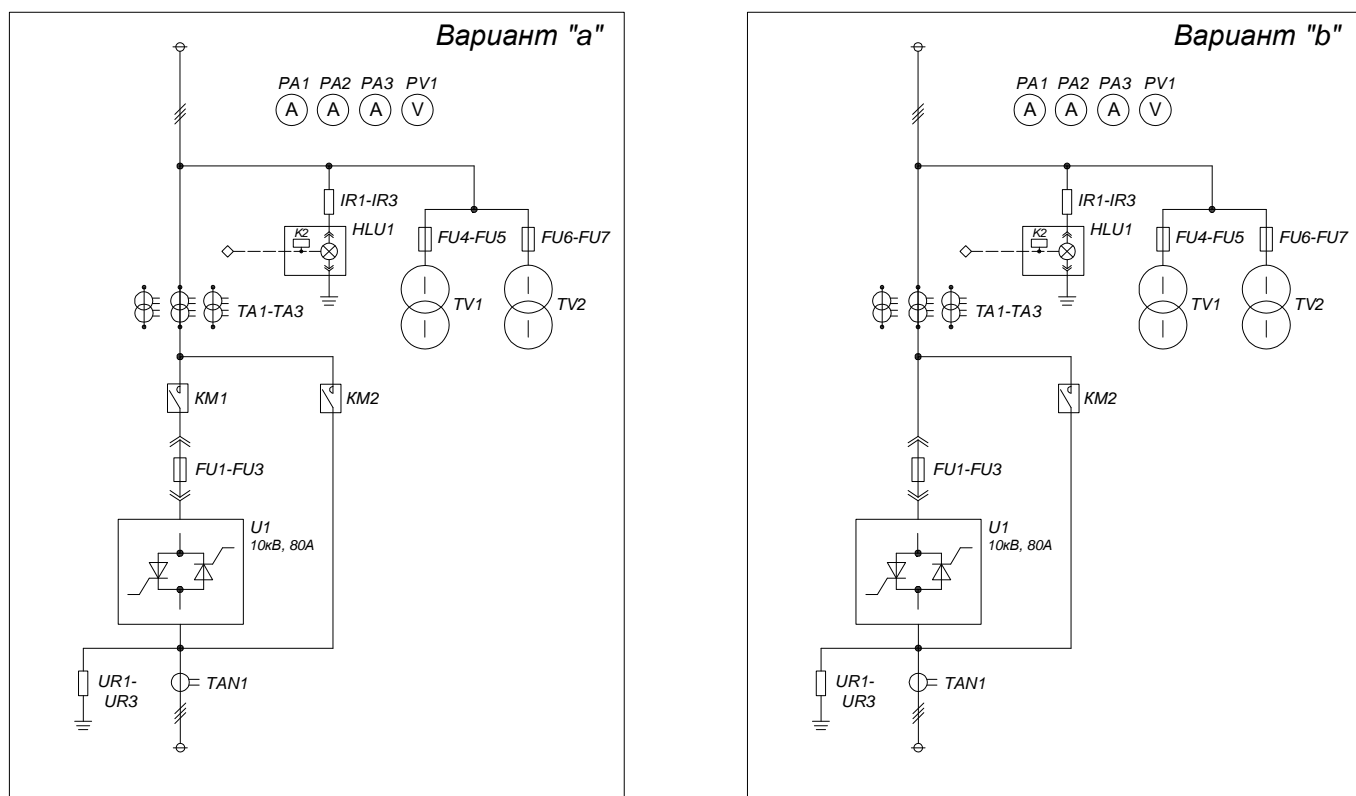 Вариант "a"
PA1 PA2 PA3 PV1
A A A V
IR1-IR3
K2
HLU1
FU4-FU5
FU6-FU7
TA1-TA3
TV1
TV2
KM1
KM2
FU1-FU3
U1
10кВ, 80А
UR1-
UR3
TAN1
Вариант "b"
PA1 PA2 PA3 PV1
A A A V
IR1-IR3
K2
HLU1
FU4-FU5
FU6-FU7
TA1-TA3
TV1
TV2
KM2
FU1-FU3
U1
10кВ, 80А
UR1-
UR3
TAN1